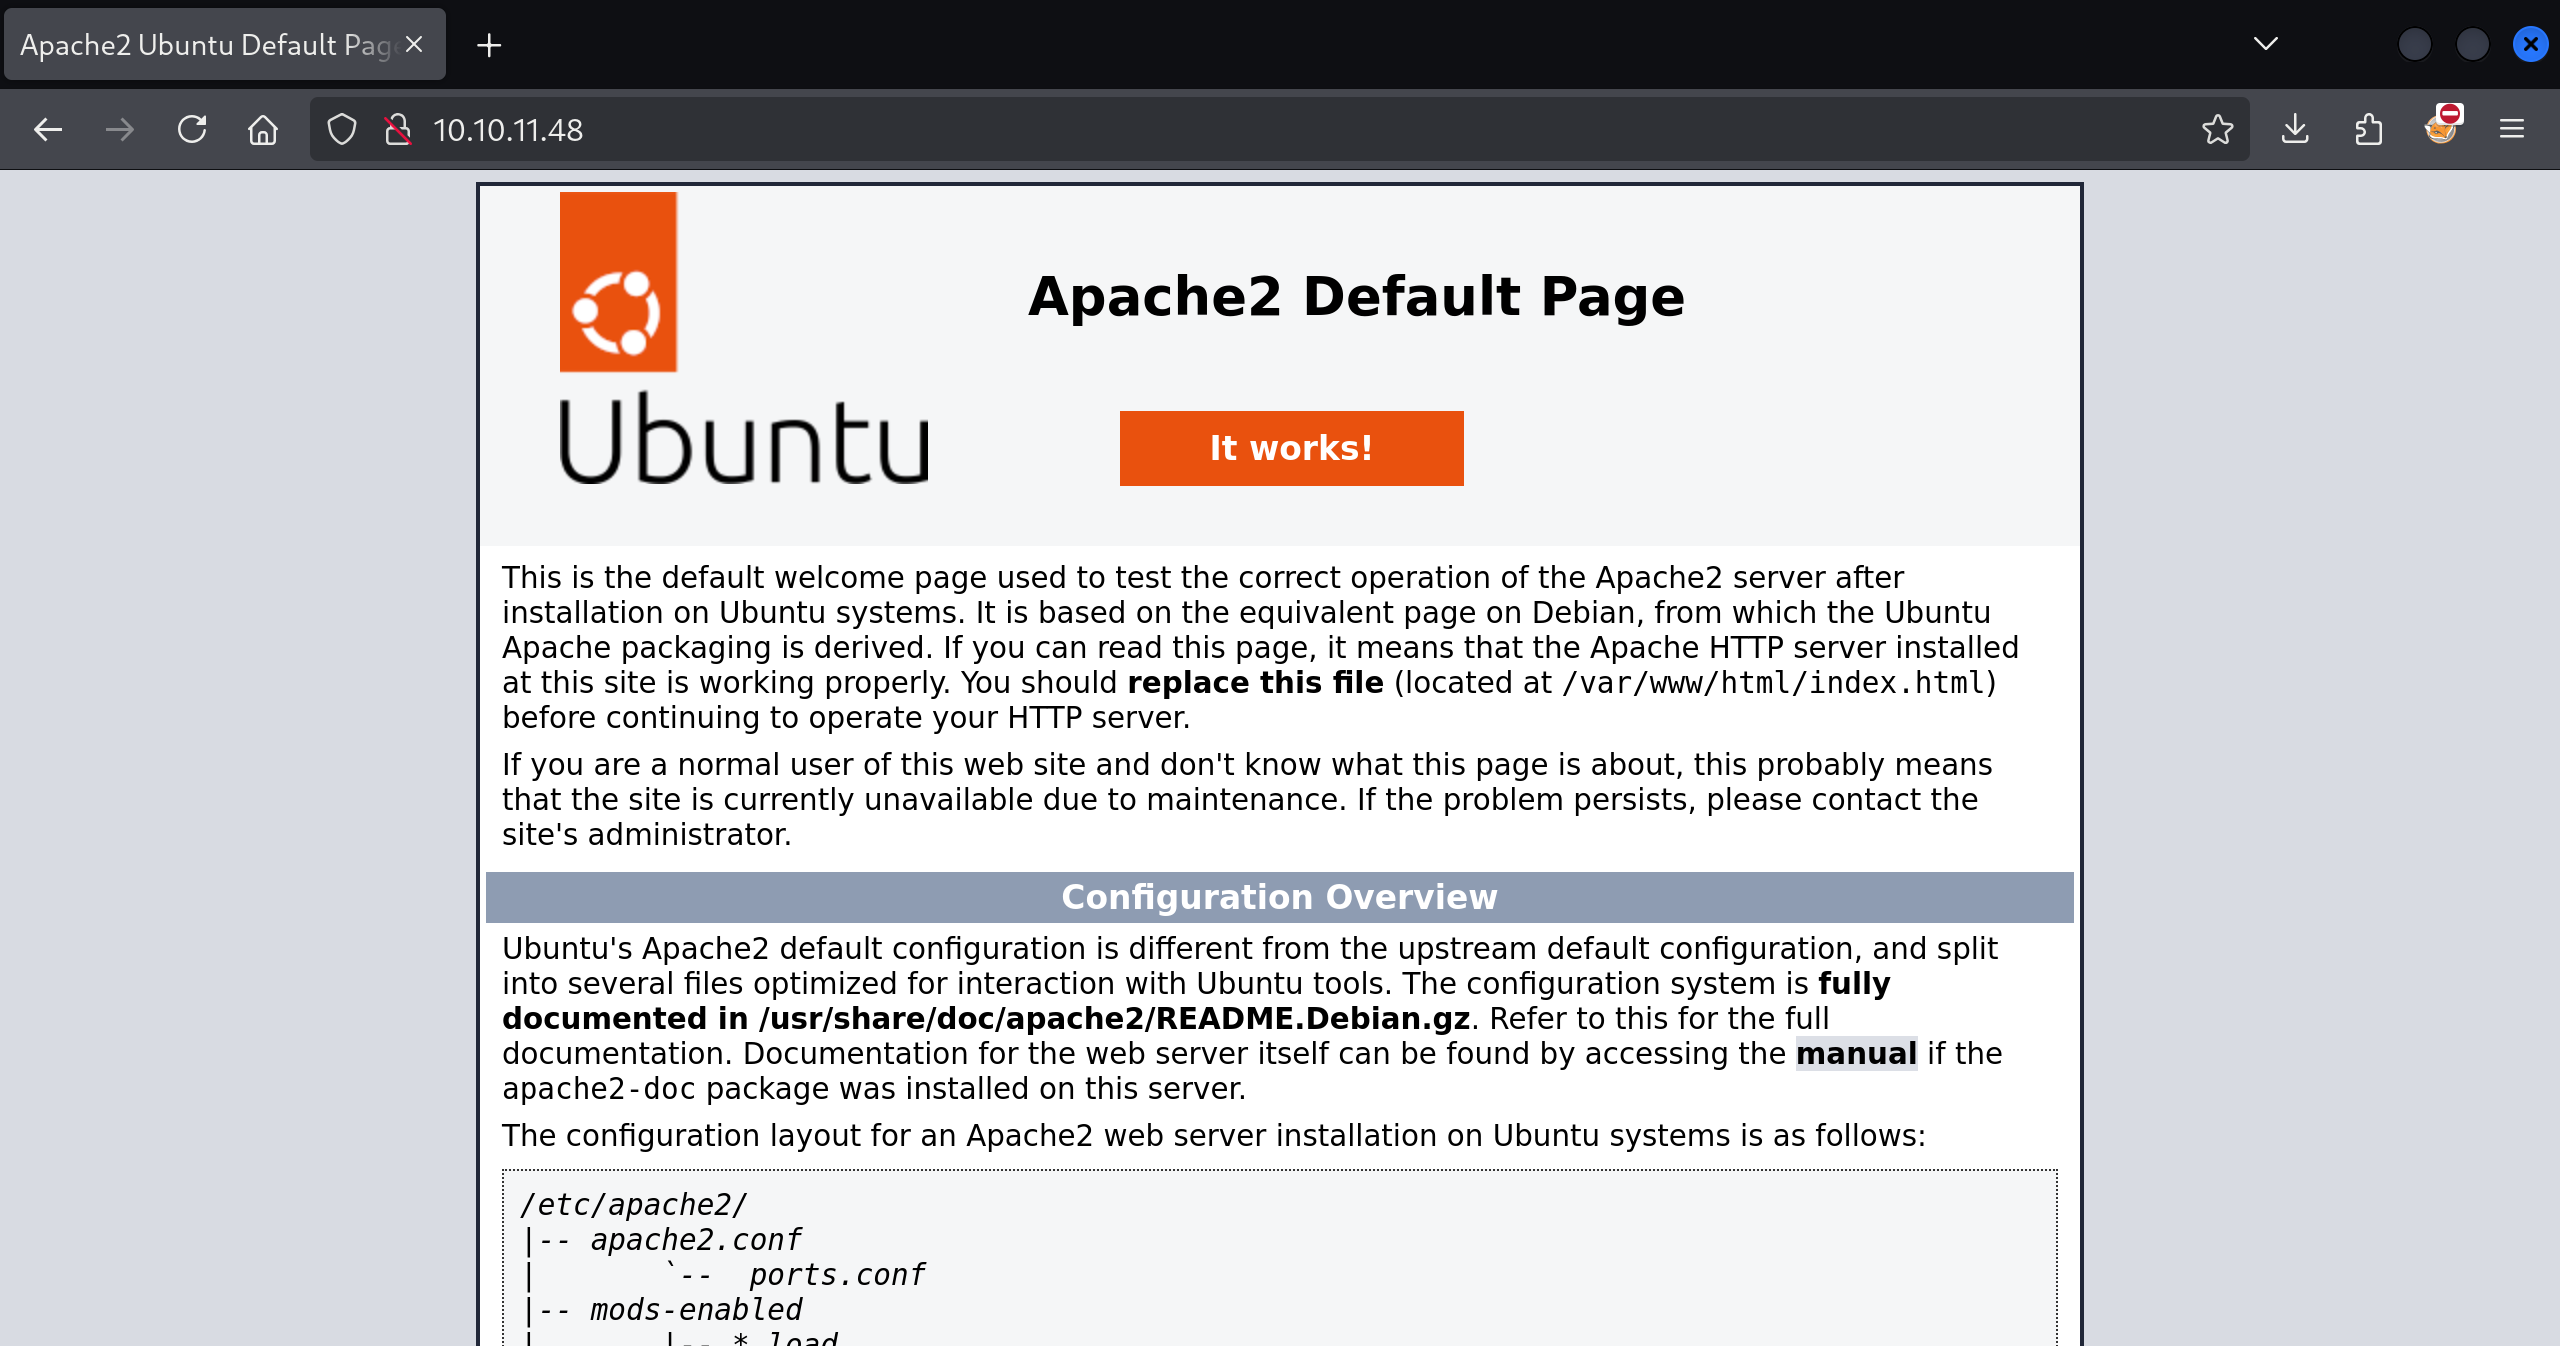 Apache2 Ubuntu Default Page
10.10.11.48
Apache2 Default Page
Ubuntu
It works!
This is the default welcome page used to test the correct operation of the Apache2 server after
installation on Ubuntu systems. It is based on the equivalent page on Debian, from which the Ubuntu
Apache packaging is derived. If you can read this page, it means that the Apache HTTP server installed
at this site is working properly. You should replace this file (located at /var/www/html/index.html)
before continuing to operate your HTTP server.
If you are a normal user of this web site and don't know what this page is about, this probably means
that the site is currently unavailable due to maintenance. If the problem persists, please contact the
site's administrator.
Configuration Overview
Ubuntu's Apache2 default configuration is different from the upstream default configuration, and split
into several files optimized for interaction with Ubuntu tools. The configuration system is fully
documented in /usr/share/doc/apache2/README.Debian.gz. Refer to this for the full
documentation. Documentation for the web server itself can be found by accessing the manual if the
apache2-doc package was installed on this server.
The configuration layout for an Apache2 web server installation on Ubuntu systems is as follows:
/etc/apache2/
|-- apache2.conf
|       `--  ports.conf
|-- mods-enabled
|       |-- *.load